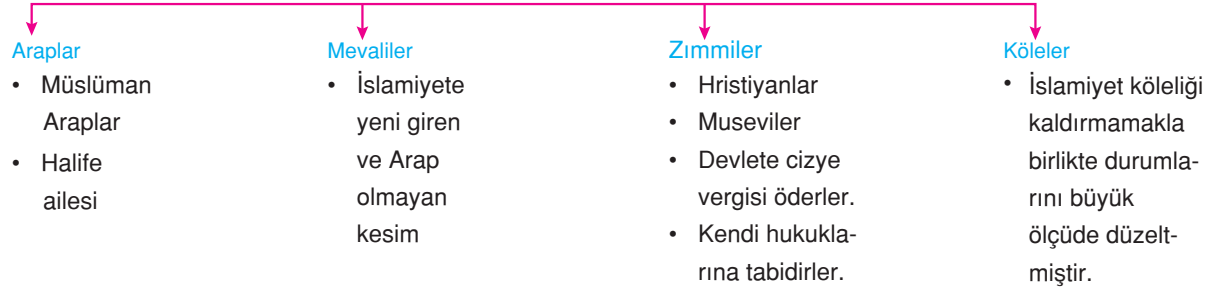 Araplar
• Müslüman
Araplar
• Halife
ailesi
Mevaliler
• İslamiyete
yeni giren
ve Arap
olmayan
kesim
Zımmiler
• Hristiyanlar
• Museviler
• Devlete cizye
vergisi öderler.
• Kendi hukukla-
rına tabidirler.
Köleler
• İslamiyet köleliği
kaldırmamakla
birlikte durumla-
rını büyük
ölçüde düzelt-
miştir.